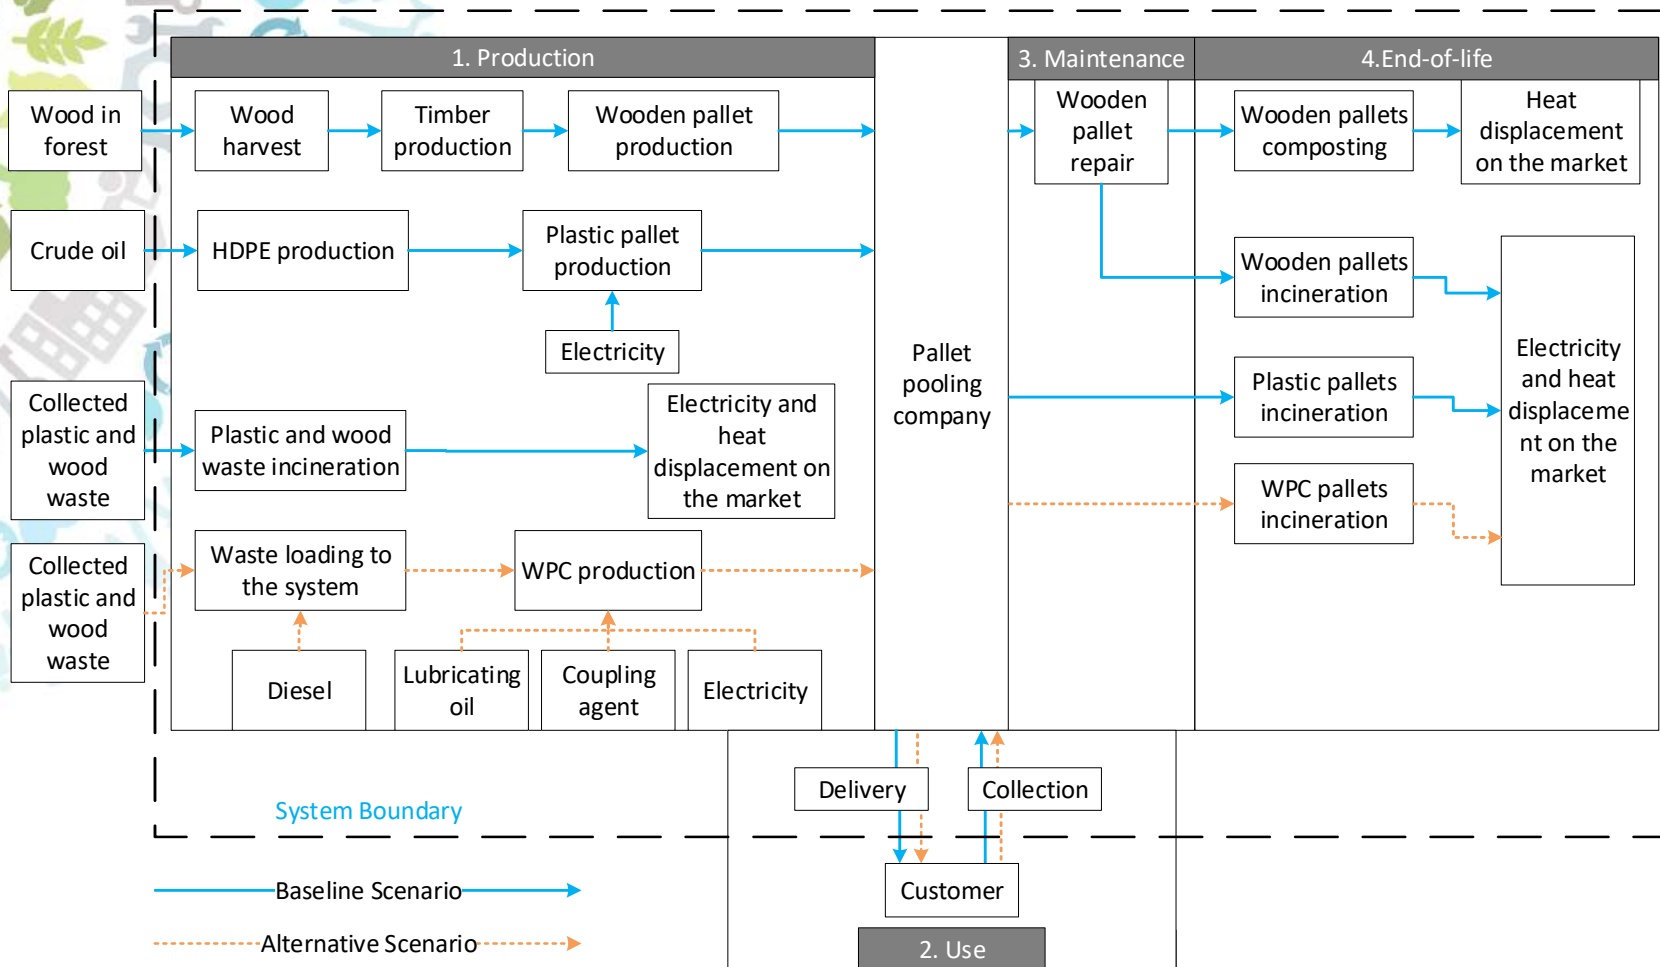 1. Production
3. Maintenance
4.End-of-life
Wood in
forest
Wood
harvest
Timber
production
Wooden pallet
production
Wooden
pallet
repair
Wooden pallets
composting
Heat
displacement
on the market
Crude oil
HDPE production
Plastic pallet
production
Electricity
Wooden pallets
incineration
Pallet
pooling
company
Collected
plastic and
wood
waste
Plastic and wood
waste incineration
Electricity and
heat
displacement on
the market
Plastic pallets
incineration
Electricity
and heat
displaceme
nt on the
market
WPC pallets
incineration
Collected
plastic and
wood
waste
Waste loading to
the system
WPC production
Diesel
Lubricating
oil
Coupling
agent
Electricity
Delivery
Collection
System Boundary
Customer
Baseline Scenario
Alternative Scenario
2. Use